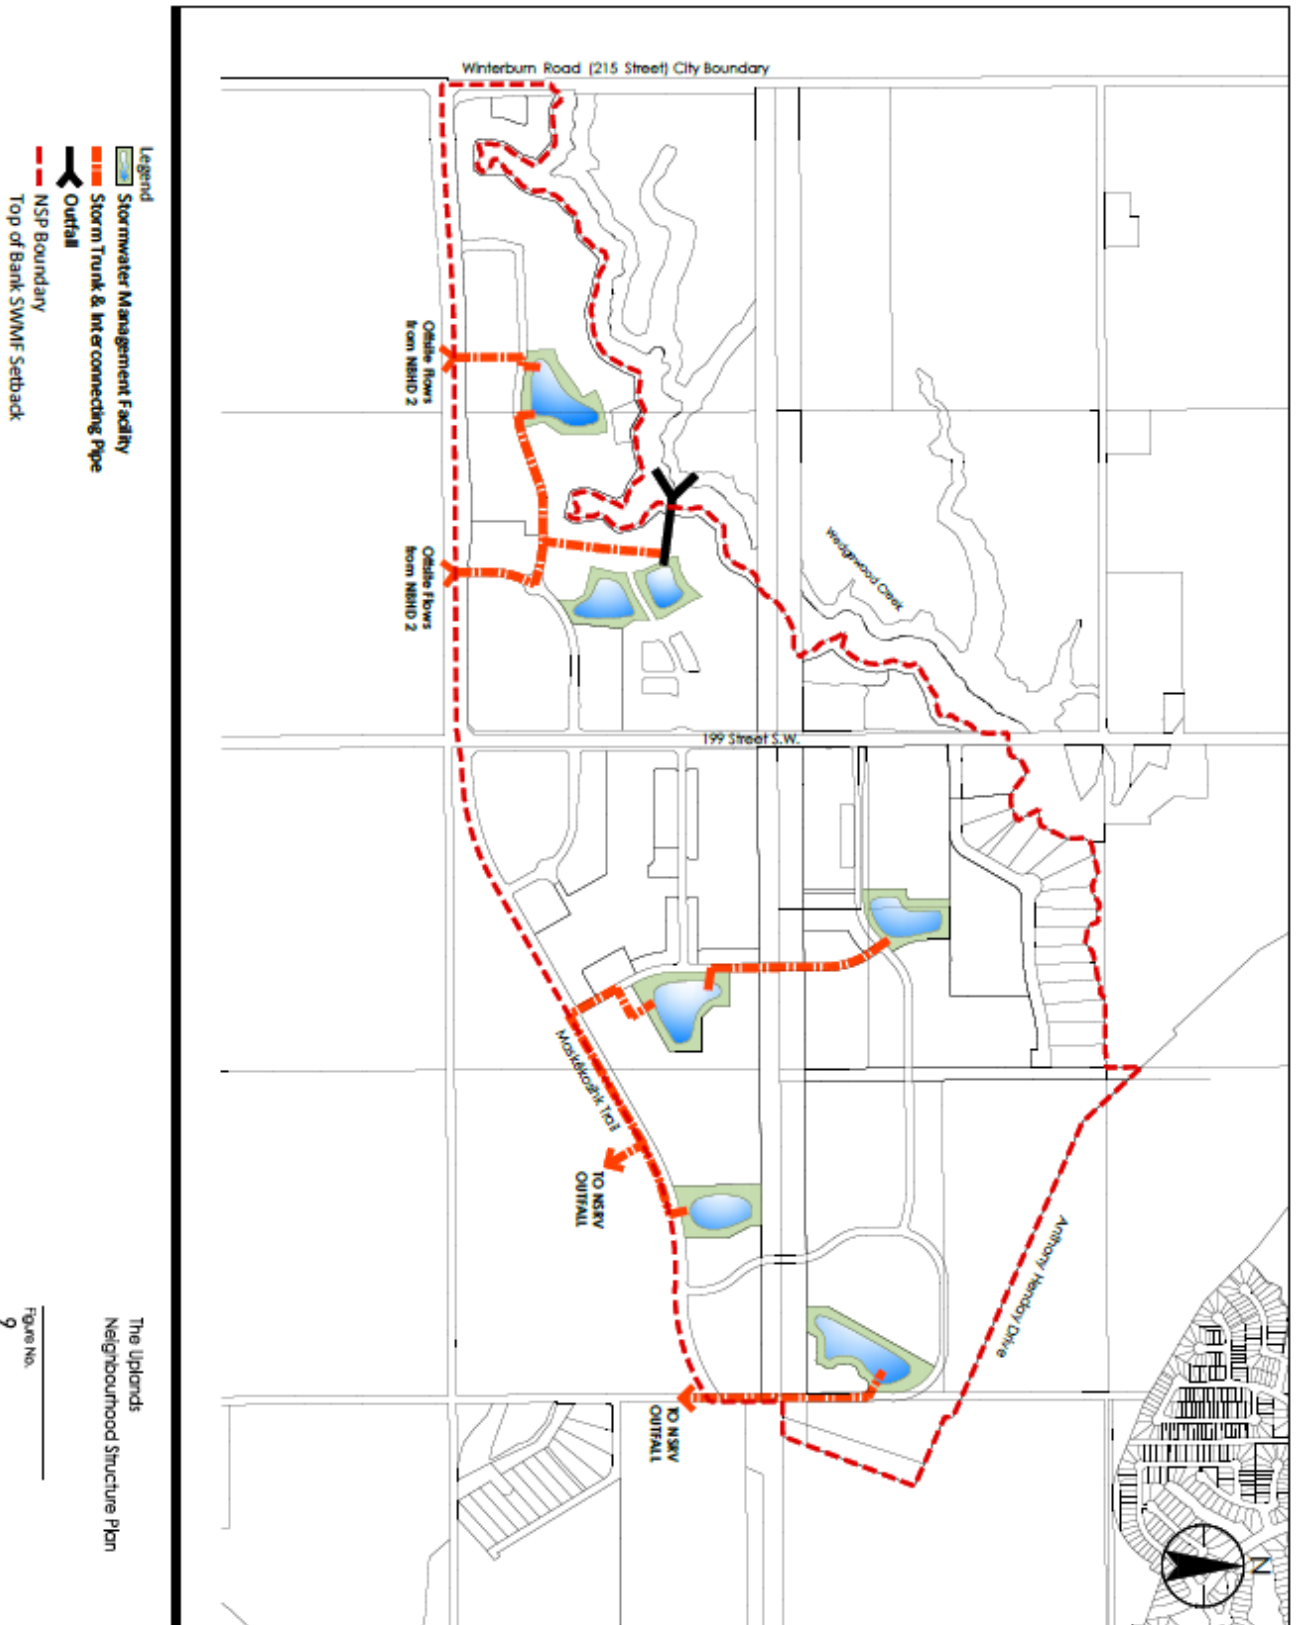 Winterburn Road (215 Street) City Boundary
Offsite Flows
from NBHD 2
Offsite Flows
from NBHD 2
Wedgewood Creek
199 Street S.W.
Maskêkosihk Trail
TO NSRV
OUTFALL
TO NSRV
OUTFALL
Anthony Henday Drive
N
Legend
Stormwater Management Facility
Storm Trunk & Interconnecting Pipe
Outfall
NSP Boundary
Top of Bank SWMF Setback
The Uplands
Neighbourhood Structure Plan
Figure No.
9